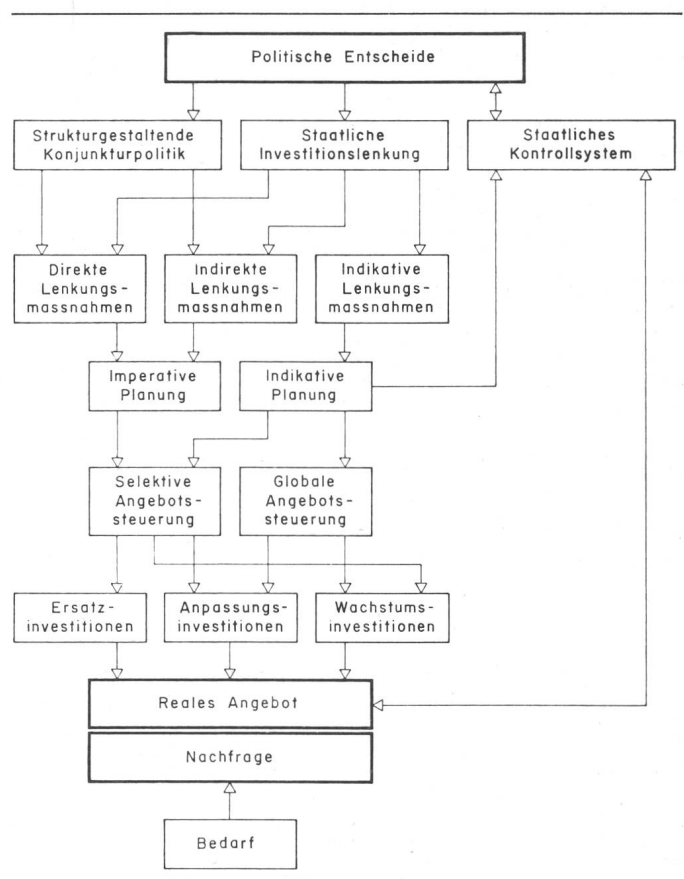 Politische Entscheide
Strukturgestaltende
Konjunkturpolitik
Staatliche
Investitionslenkung
Staatliches
Kontrollsystem
Direkte
Lenkungs-
massnahmen
Indirekte
Lenkungs-
massnahmen
Indikative
Lenkungs-
massnahmen
Imperative
Planung
Indikative
Planung
Selektive
Angebots-
steuerung
Globale
Angebots-
steuerung
Ersatz-
investitionen
Anpassungs-
investitionen
Wachstums-
investitionen
Reales Angebot
Nachfrage
Bedarf